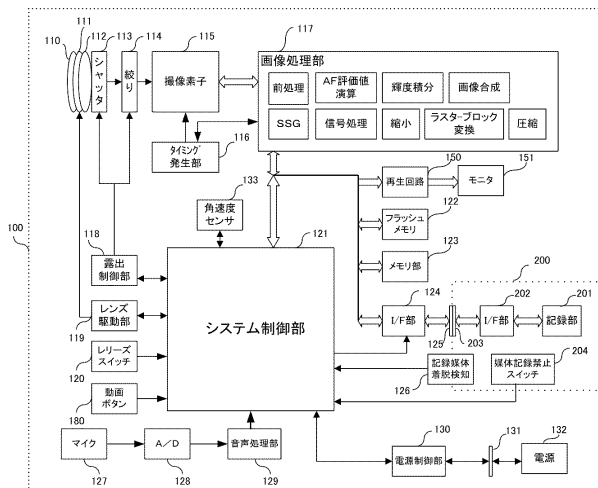 110
111
112
113
114
115
117
シャッタ
絞り
撮像素子
画像処理部
前処理
AF評価値
演算
輝度積分
画像合成
SSG
信号処理
縮小
ラスターブロック
変換
圧縮
タイミング
発生部
116
150
151
再生回路
モニタ
133
角速度
センサ
122
フラッシュ
メモリ
100
118
121
123
露出
制御部
メモリ部
200
システム制御部
124
202
201
レンズ
駆動部
I/F部
I/F部
記録部
119
125
203
レリーズ
スイッチ
204
120
記録媒体
着脱検知
媒体記録禁止
スイッチ
126
動画
ボタン
180
130
131
132
マイク
A/D
音声処理部
電源制御部
電源
127
128
129